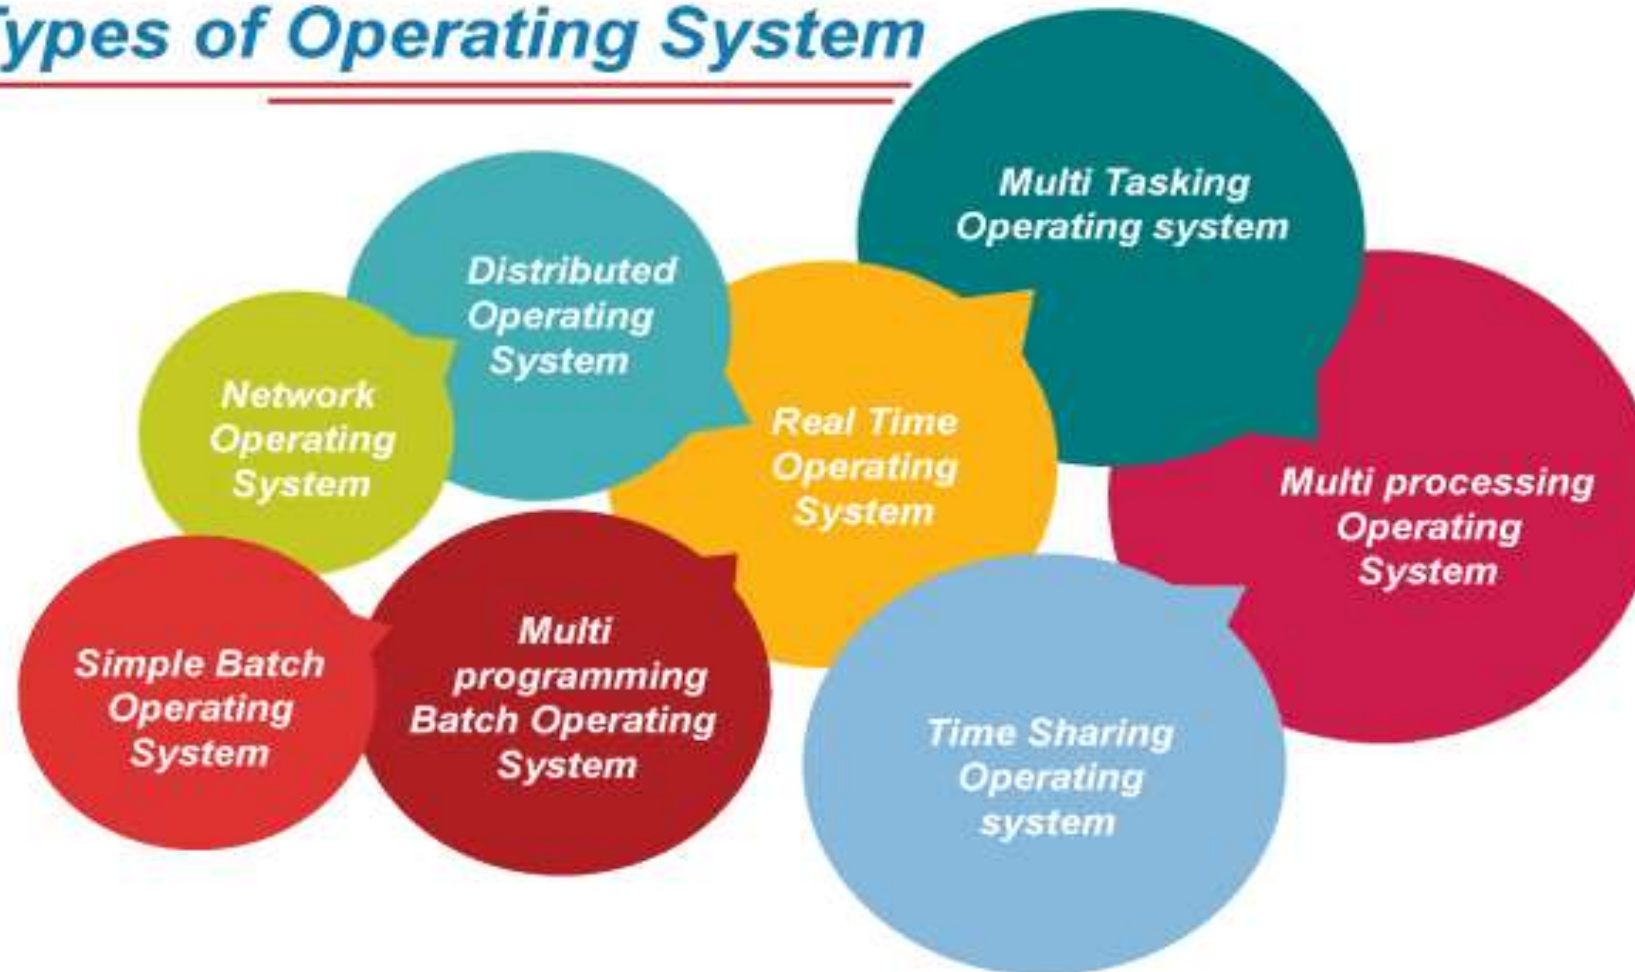 ypes of Operating System
Multi Tasking
Operating system
Distributed
Operating
System
Network
Operating
System
Real Time
Operating
System
Multi processing
Operating
System
Simple Batch
Operating
System
Multi
programming
Batch Operating
System
Time Sharing
Operating
system